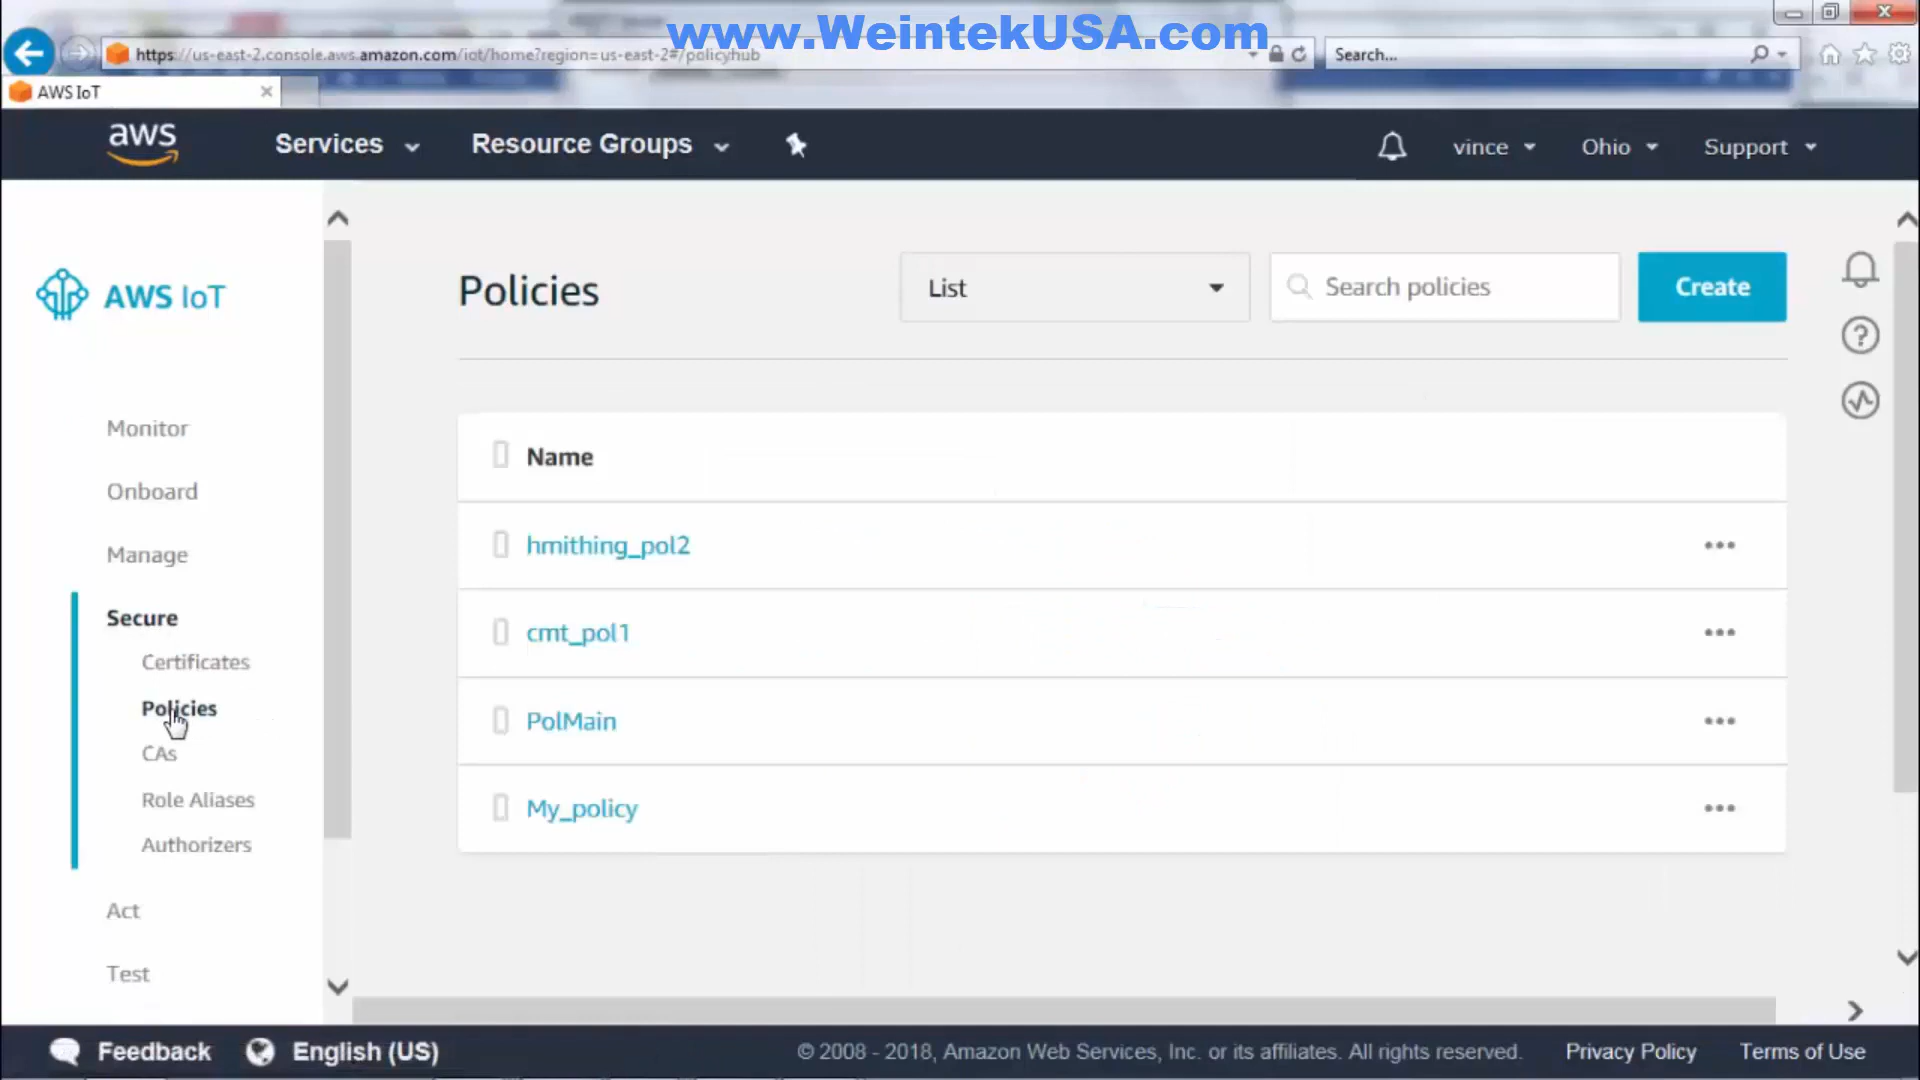 www.WeintekUSA.com
https://us-east-2.console.aws.amazon.com/iot/home?region=us-east-2#/policyhub
Search...
AWS IoT
aws
Services
Resource Groups
vince
Ohio
Support
AWS IoT
Monitor
Onboard
Manage
Secure
Certificates
Policies
CAs
Role Aliases
Authorizers
Act
Test
Policies
List
Search policies
Create
Name
hmithing_pol2
cmt_pol1
PolMain
My_policy
Feedback
English (US)
© 2008 - 2018, Amazon Web Services, Inc. or its affiliates. All rights reserved.
Privacy Policy
Terms of Use